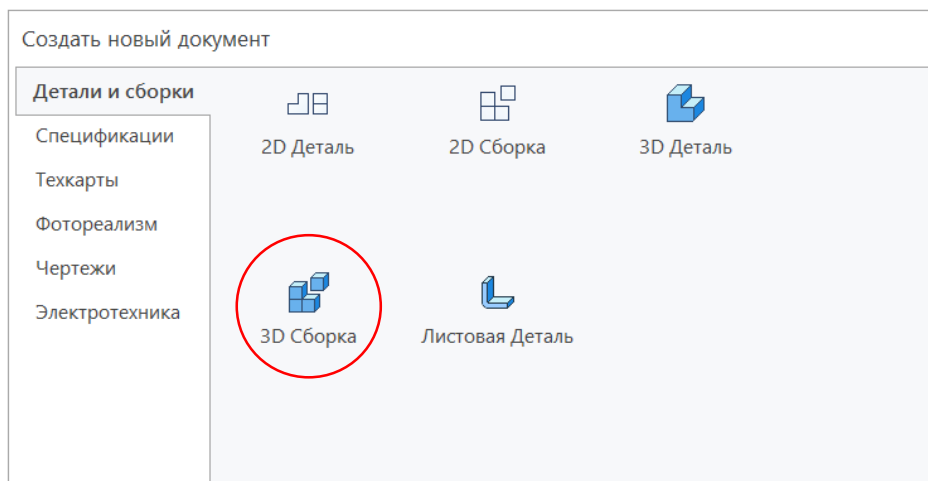 Создать новый документ
Детали и сборки
Спецификации
Техкарты
Фотореализм
Чертежи
Электротехника
2D Деталь
2D Сборка
3D Деталь
3D Сборка
Листовая Деталь